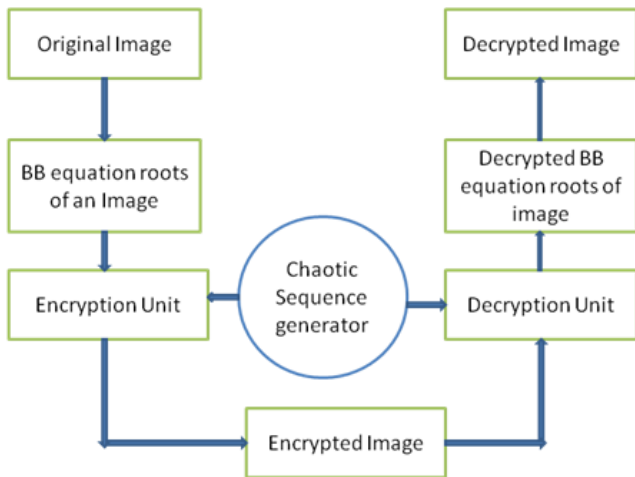 Original Image
Decrypted Image
BB equation roots
of an Image
Decrypted BB
equation roots of
image
Chaotic
Sequence
generator
Encryption Unit
Decryption Unit
Encrypted Image